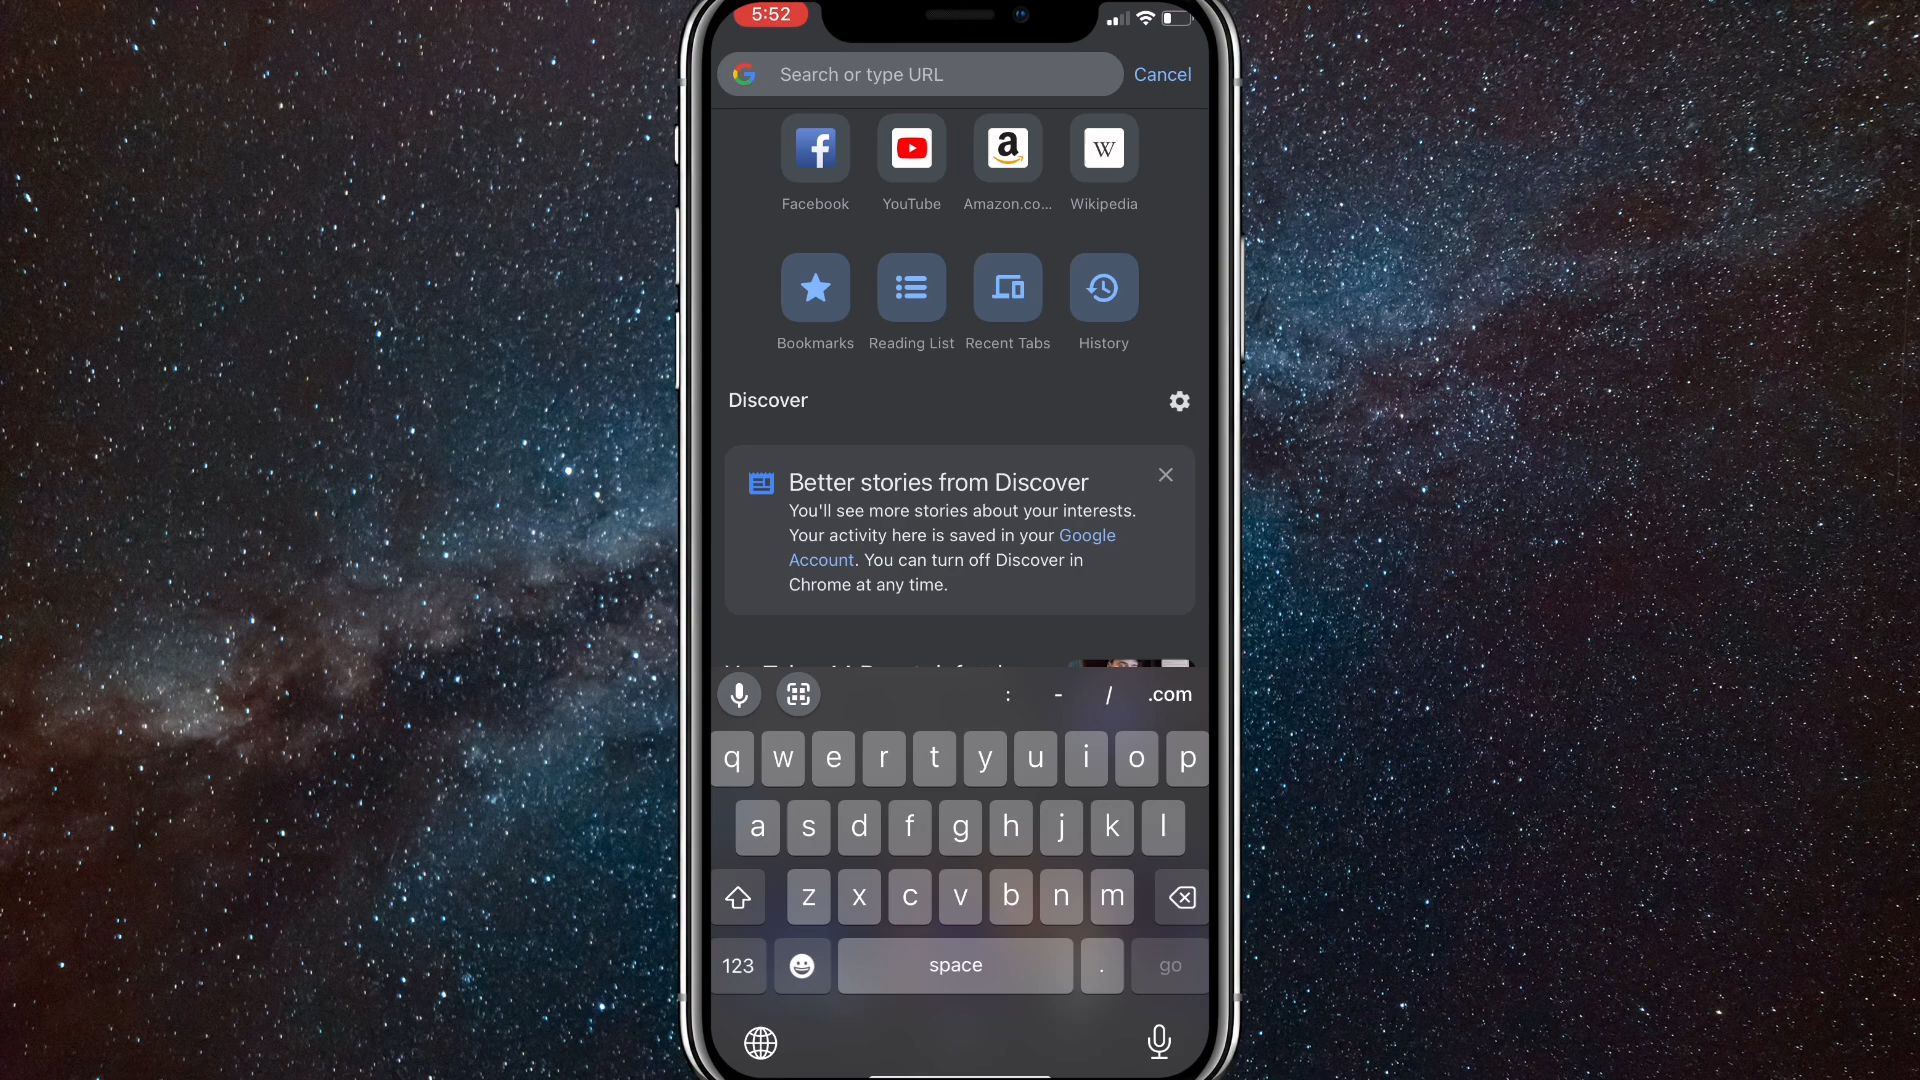 5:52
Search or type URL Cancel
Facebook YouTube Amazon.co... Wikipedia
Bookmarks Reading List Recent Tabs History
Discover
Better stories from Discover
You'll see more stories about your interests.
Your activity here is saved in your Google
Account. You can turn off Discover in
Chrome at any time.
: - / .com
q w e r t y u i o p
a s d f g h j k l
z x c v b n m
123 space . go